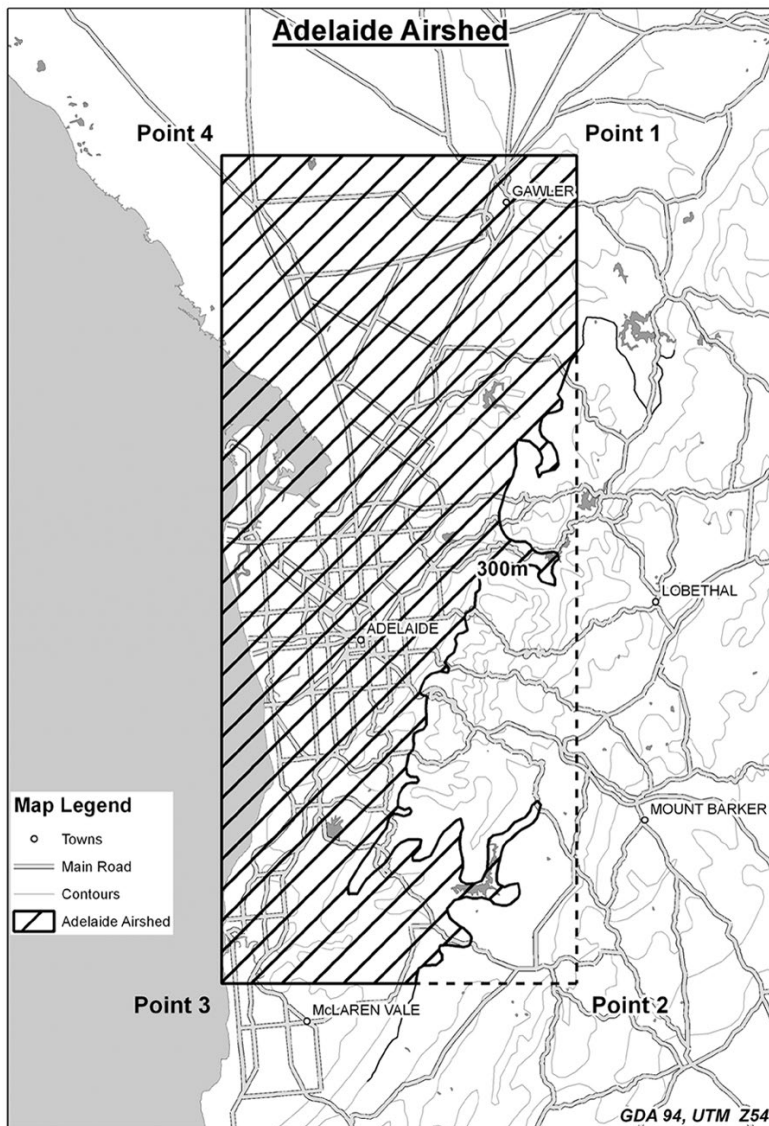 Adelaide Airshed
Point 4
Point 1
GAWLER
300m
LOBETHAL
ADELAIDE
Map Legend
Towns
Main Road
Contours
Adelaide Airshed
MOUNT BARKER
Point 3
Point 2
McLAREN VALE
GDA 94, UTM Z54